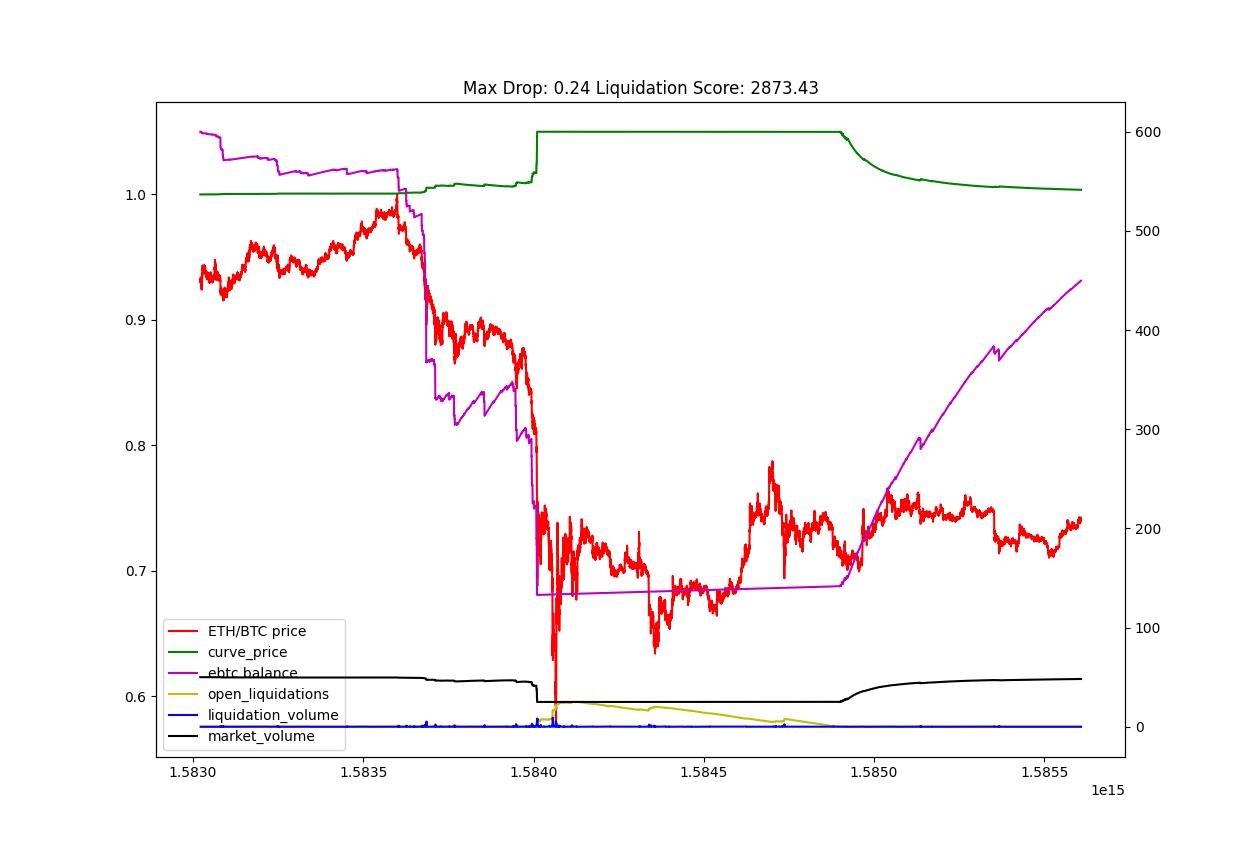 Max Drop: 0.24 Liquidation Score: 2873.43
1.0
0.9
0.8
0.7
0.6
600
500
400
300
200
100
0
ETH/BTC price
curve_price
ebtc balance
open_liquidations
liquidation_volume
market_volume
1.5830
1.5835
1.5840
1.5845
1.5850
1.5855
1e15